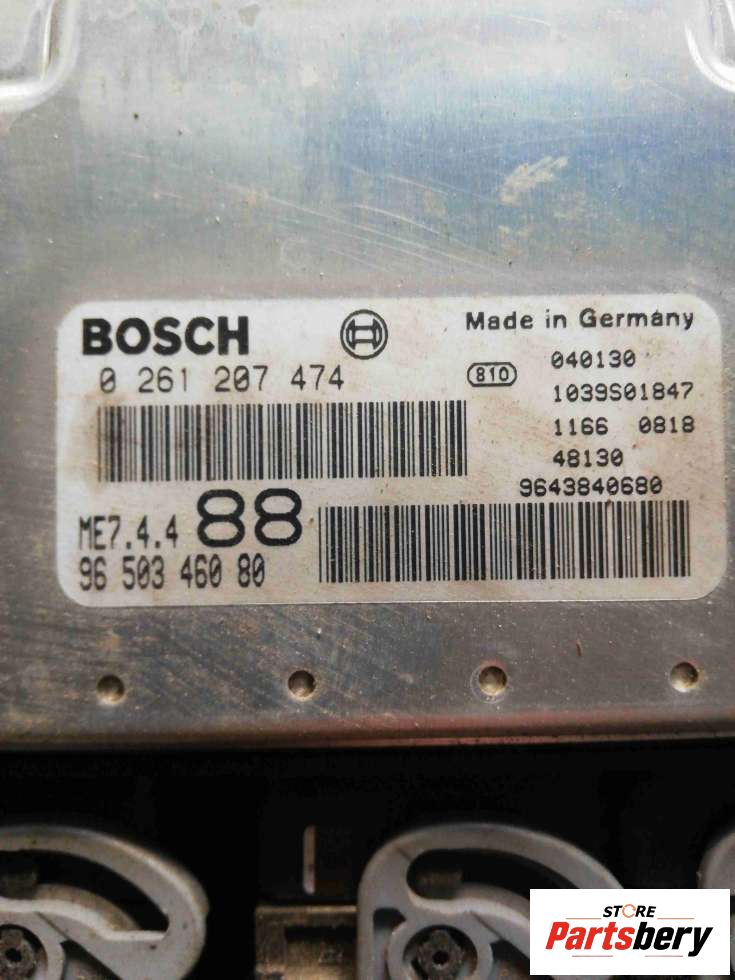 BOSCH
Made in Germany
0 261 207 474
810
040130
1039S01847
1166 0818
48130
9643840680
ME7.4.4 88
96 503 460 80
STORE
Partsbery